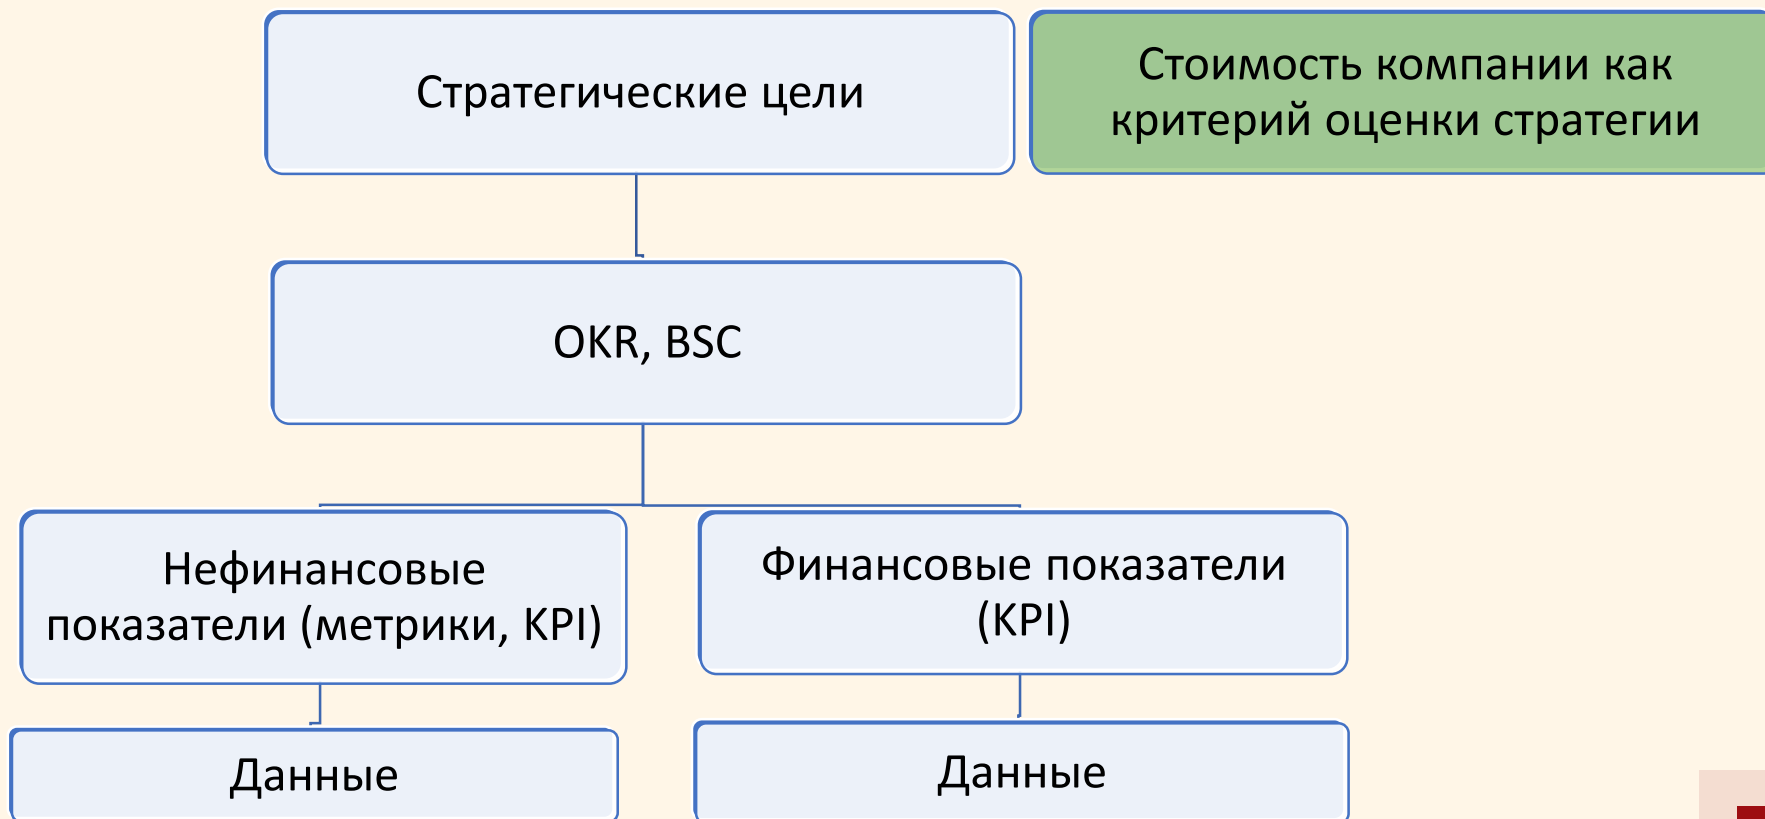 Стратегические цели
Стоимость компании как
критерий оценки стратегии
OKR, BSC
Нефинансовые
показатели (метрики, KPI)
Финансовые показатели
(KPI)
Данные
Данные